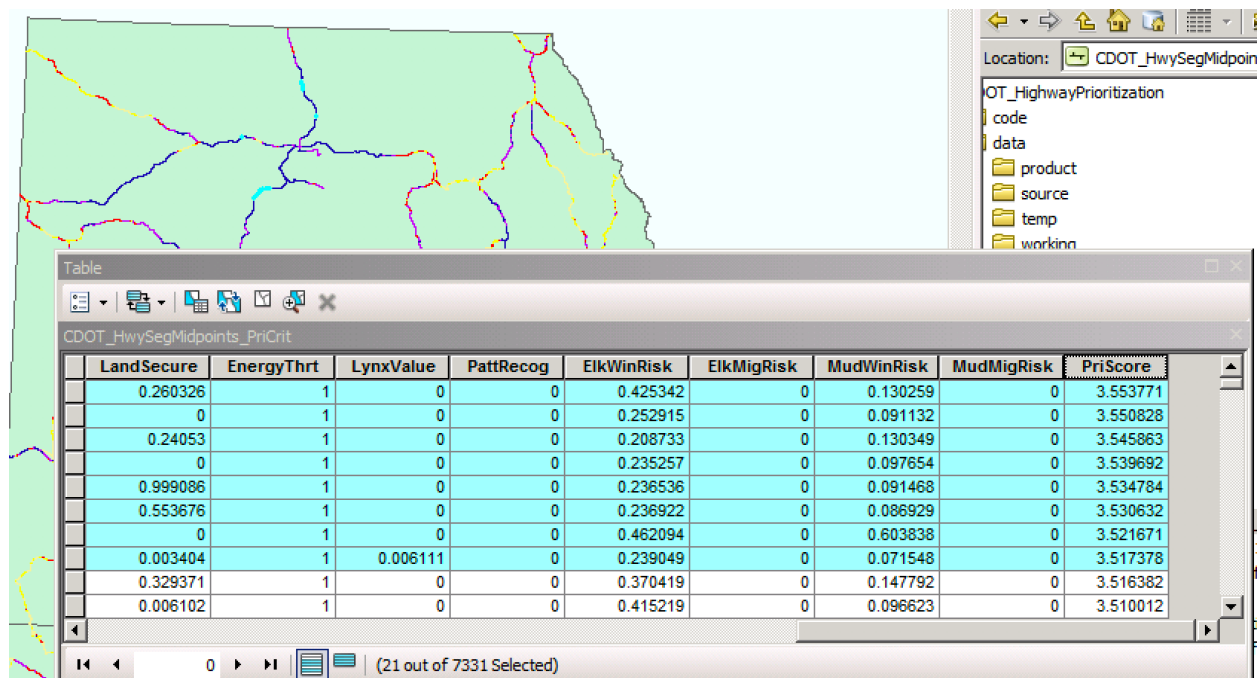 Location: CDOT_HwySegMidpoin
OT_HighwayPrioritization
code
data
product
source
temp
working
Table
CDOT_HwySegMidpoints_PriCrit
LandSecure EnergyThrt LynxValue PattRecog ElkWinRisk ElkMigRisk MudWinRisk MudMigRisk PriScore
0.260326 1 0 0 0.425342 0 0.130259 0 3.553771
0 1 0 0 0.252915 0 0.091132 0 3.550828
0.24053 1 0 0 0.208733 0 0.130349 0 3.545863
0 1 0 0 0.235257 0 0.097654 0 3.539692
0.999086 1 0 0 0.236536 0 0.091468 0 3.534784
0.553676 1 0 0 0.236922 0 0.086929 0 3.530632
0 1 0 0 0.462094 0 0.603838 0 3.521671
0.003404 1 0.006111 0 0.239049 0 0.071548 0 3.517378
0.329371 1 0 0 0.370419 0 0.147792 0 3.516382
0.006102 1 0 0 0.415219 0 0.096623 0 3.510012
0 (21 out of 7331 Selected)